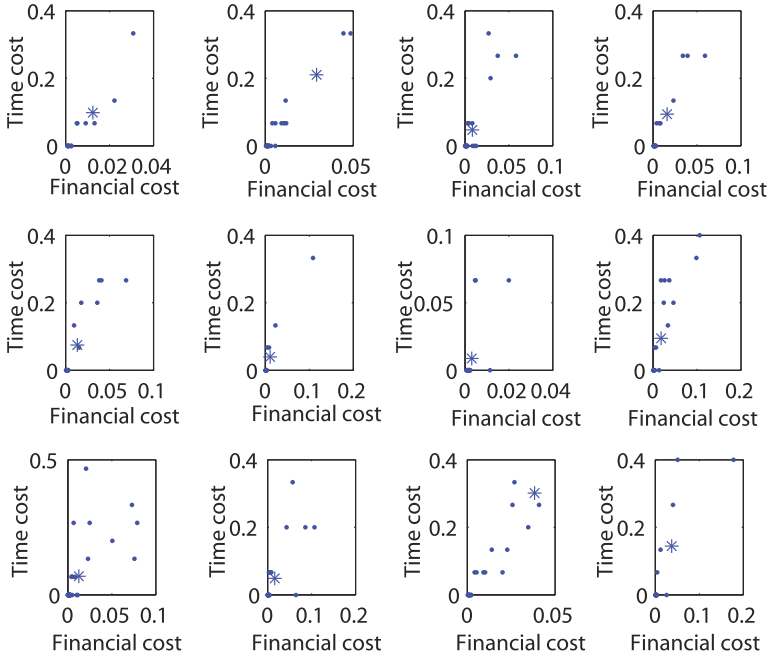 0.4 0.4 0.4 0.4
Time cost Time cost Time cost Time cost
0.2 0.2 0.2 0.2
0 0 0 0
0 0.02 0.04 0 0.05 0 0.05 0.1 0 0.05 0.1
Financial cost Financial cost Financial cost Financial cost
0.4 0.4 0.1 0.4
Time cost Time cost Time cost Time cost
0.2 0.2 0.05 0.2
0 0 0 0
0 0.05 0.1 0 0.1 0.2 0 0.02 0.04 0 0.1 0.2
Financial cost Financial cost Financial cost Financial cost
0.5 0.4 0.4 0.4
Time cost Time cost Time cost Time cost
0.2 0.2 0.2
0 0 0 0
0 0.05 0.1 0 0.1 0.2 0 0.05 0 0.1 0.2
Financial cost Financial cost Financial cost Financial cost